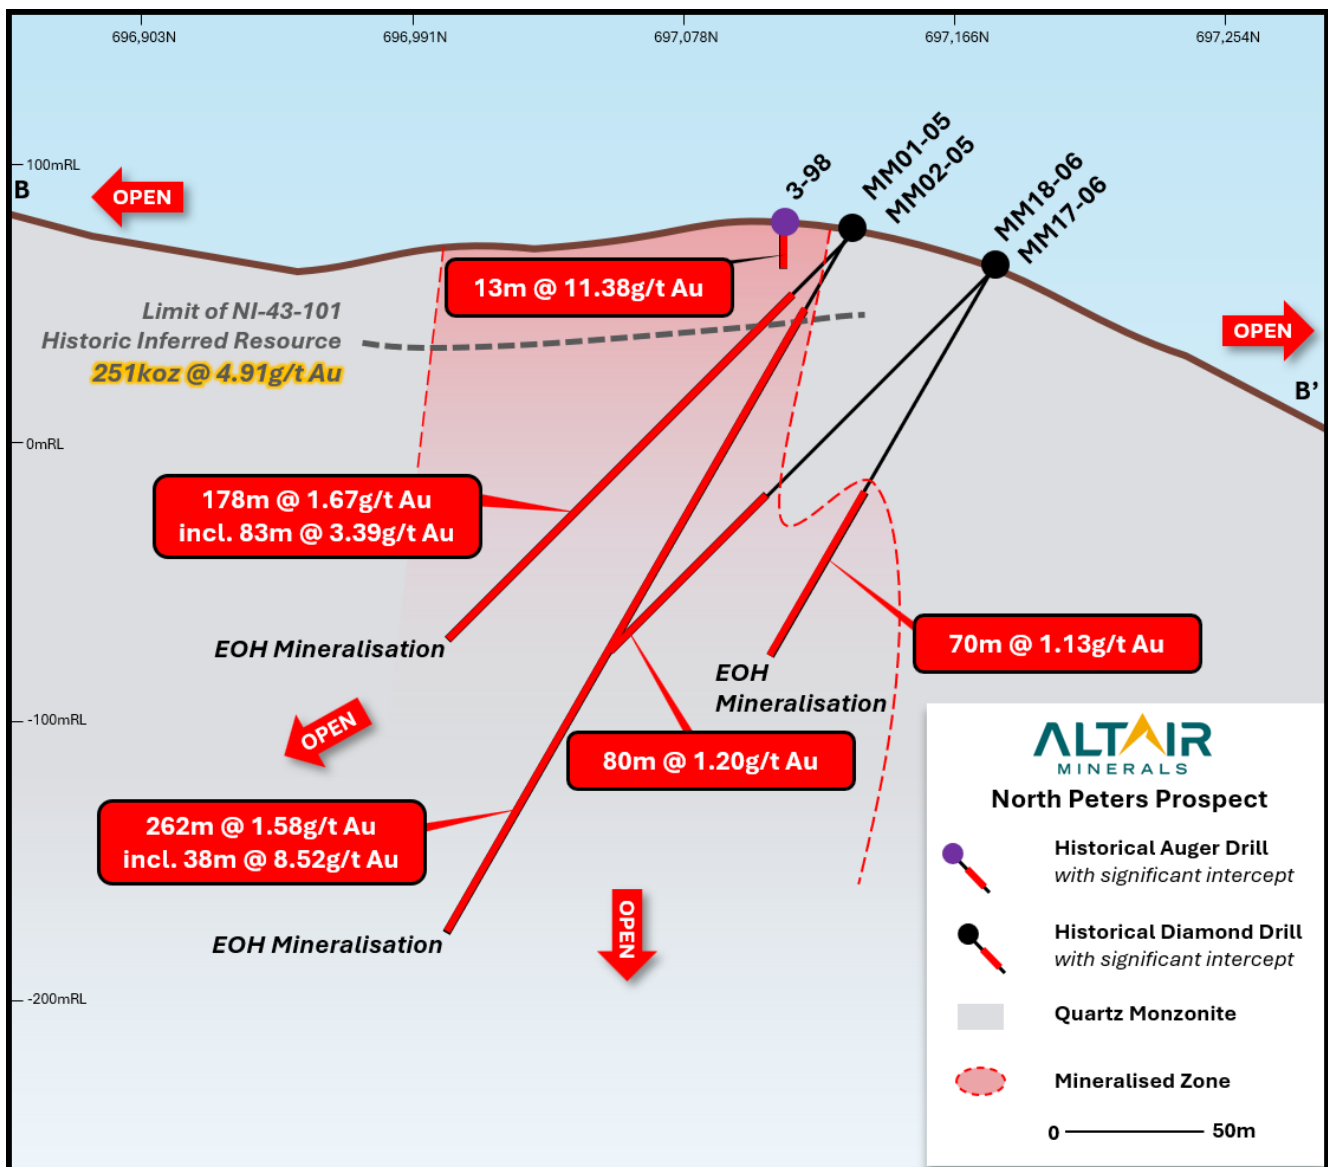 696,903N
696,991N
697,078N
697,166N
697,254N
100mRL
B
OPEN
3-98
MM01-05
MM02-05
MM18-06
MM17-06
13m @ 11.38g/t Au
Limit of NI-43-101
Historic Inferred Resource
251koz @ 4.91g/t Au
OPEN
B’
0mRL
178m @ 1.67g/t Au
incl. 83m @ 3.39g/t Au
EOH Mineralisation
70m @ 1.13g/t Au
EOH
Mineralisation
-100mRL
OPEN
80m @ 1.20g/t Au
262m @ 1.58g/t Au
incl. 38m @ 8.52g/t Au
EOH Mineralisation
OPEN
-200mRL
ALTAIR
MINERALS
North Peters Prospect
Historical Auger Drill
with significant intercept
Historical Diamond Drill
with significant intercept
Quartz Monzonite
Mineralised Zone
0 50m